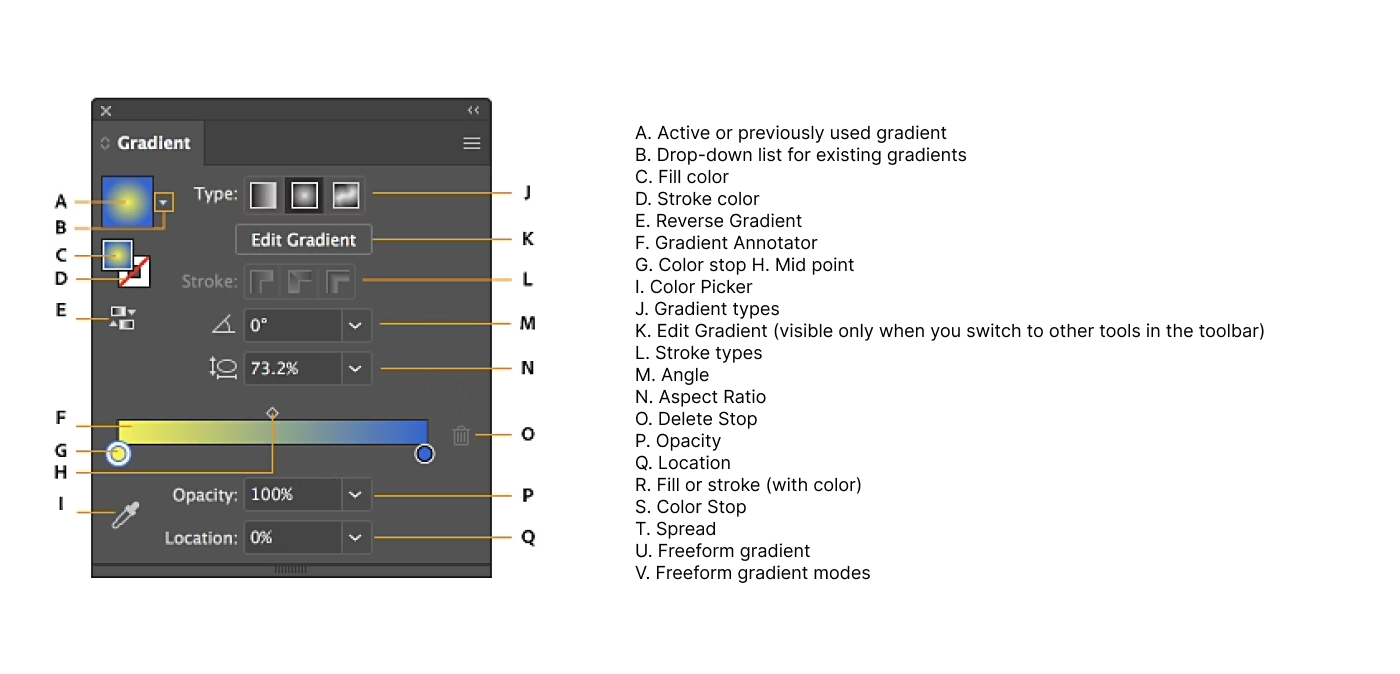 Gradient
A
B
C
D
E
F
G
H
I
Type:
Edit Gradient
Stroke:
0°
73.2%
Opacity: 100%
Location: 0%
J
K
L
M
N
O
P
Q
A. Active or previously used gradient
B. Drop-down list for existing gradients
C. Fill color
D. Stroke color
E. Reverse Gradient
F. Gradient Annotator
G. Color stop H. Mid point
I. Color Picker
J. Gradient types
K. Edit Gradient (visible only when you switch to other tools in the toolbar)
L. Stroke types
M. Angle
N. Aspect Ratio
O. Delete Stop
P. Opacity
Q. Location
R. Fill or stroke (with color)
S. Color Stop
T. Spread
U. Freeform gradient
V. Freeform gradient modes